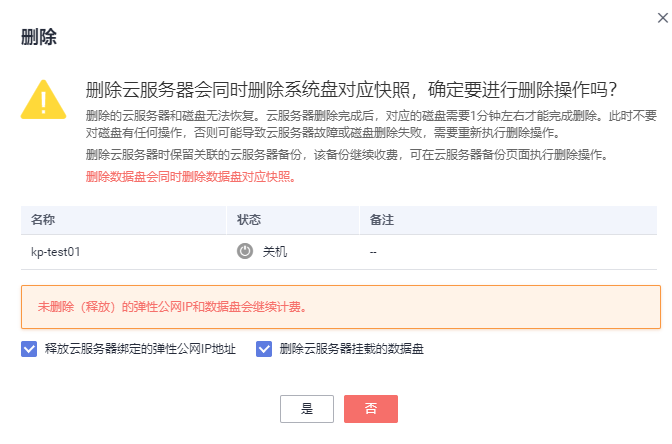 删除
删除云服务器会同时删除系统盘对应快照，确定要进行删除操作吗？
删除的云服务器和磁盘无法恢复。云服务器删除完成后，对应的磁盘需要1分钟左右才能完成删除。此时不要
对磁盘有任何操作，否则可能导致云服务器故障或磁盘删除失败，需要重新执行删除操作。
删除云服务器时保留关联的云服务器备份，该备份继续收费，可在云服务器备份页面执行删除操作。
删除数据盘会同时删除数据盘对应快照。
名称 状态 备注
kp-test01 关机 --
未删除（释放）的弹性公网IP和数据盘会继续计费。
释放云服务器绑定的弹性公网IP地址 删除云服务器挂载的数据盘
是 否